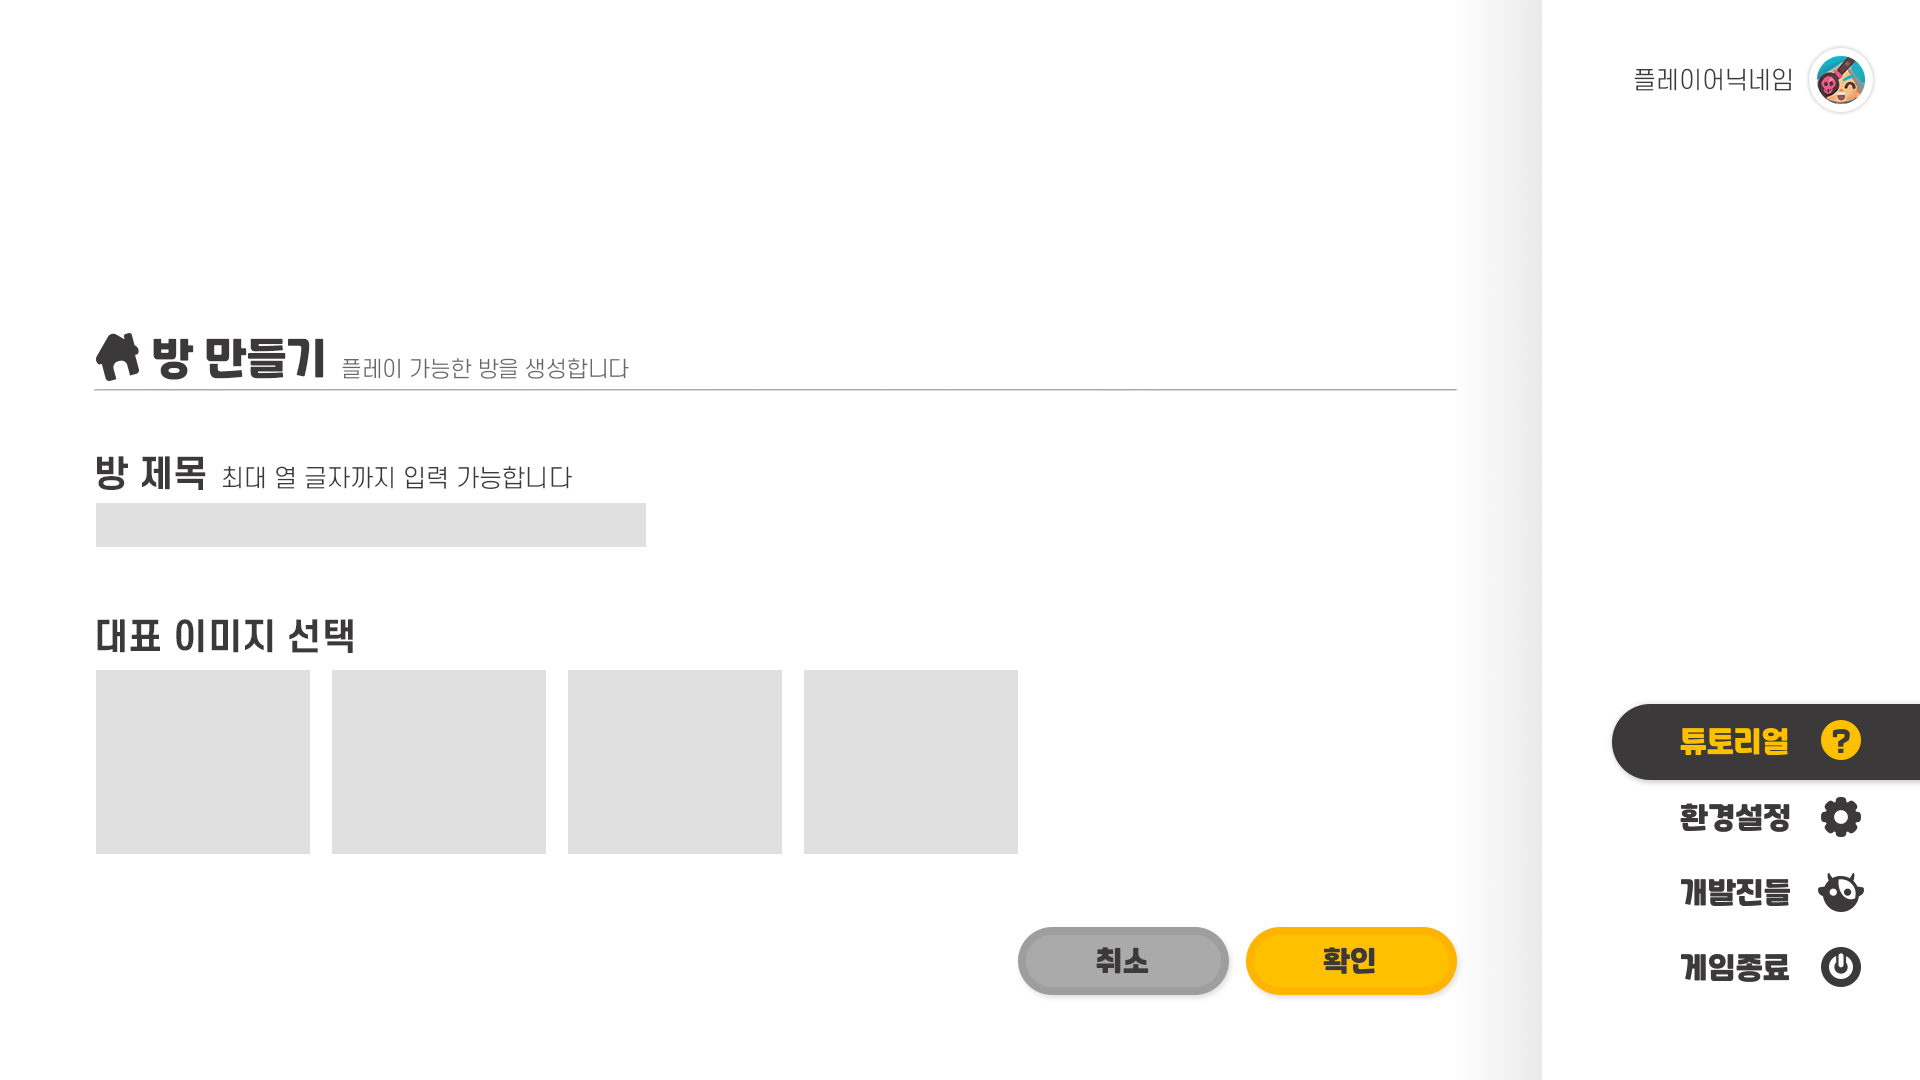 플레이어닉네임
방 만들기 플레이 가능한 방을 생성합니다
방 제목 최대 열 글자까지 입력 가능합니다
대표 이미지 선택
튜토리얼 ?
환경설정
개발진들
취소 확인
게임종료